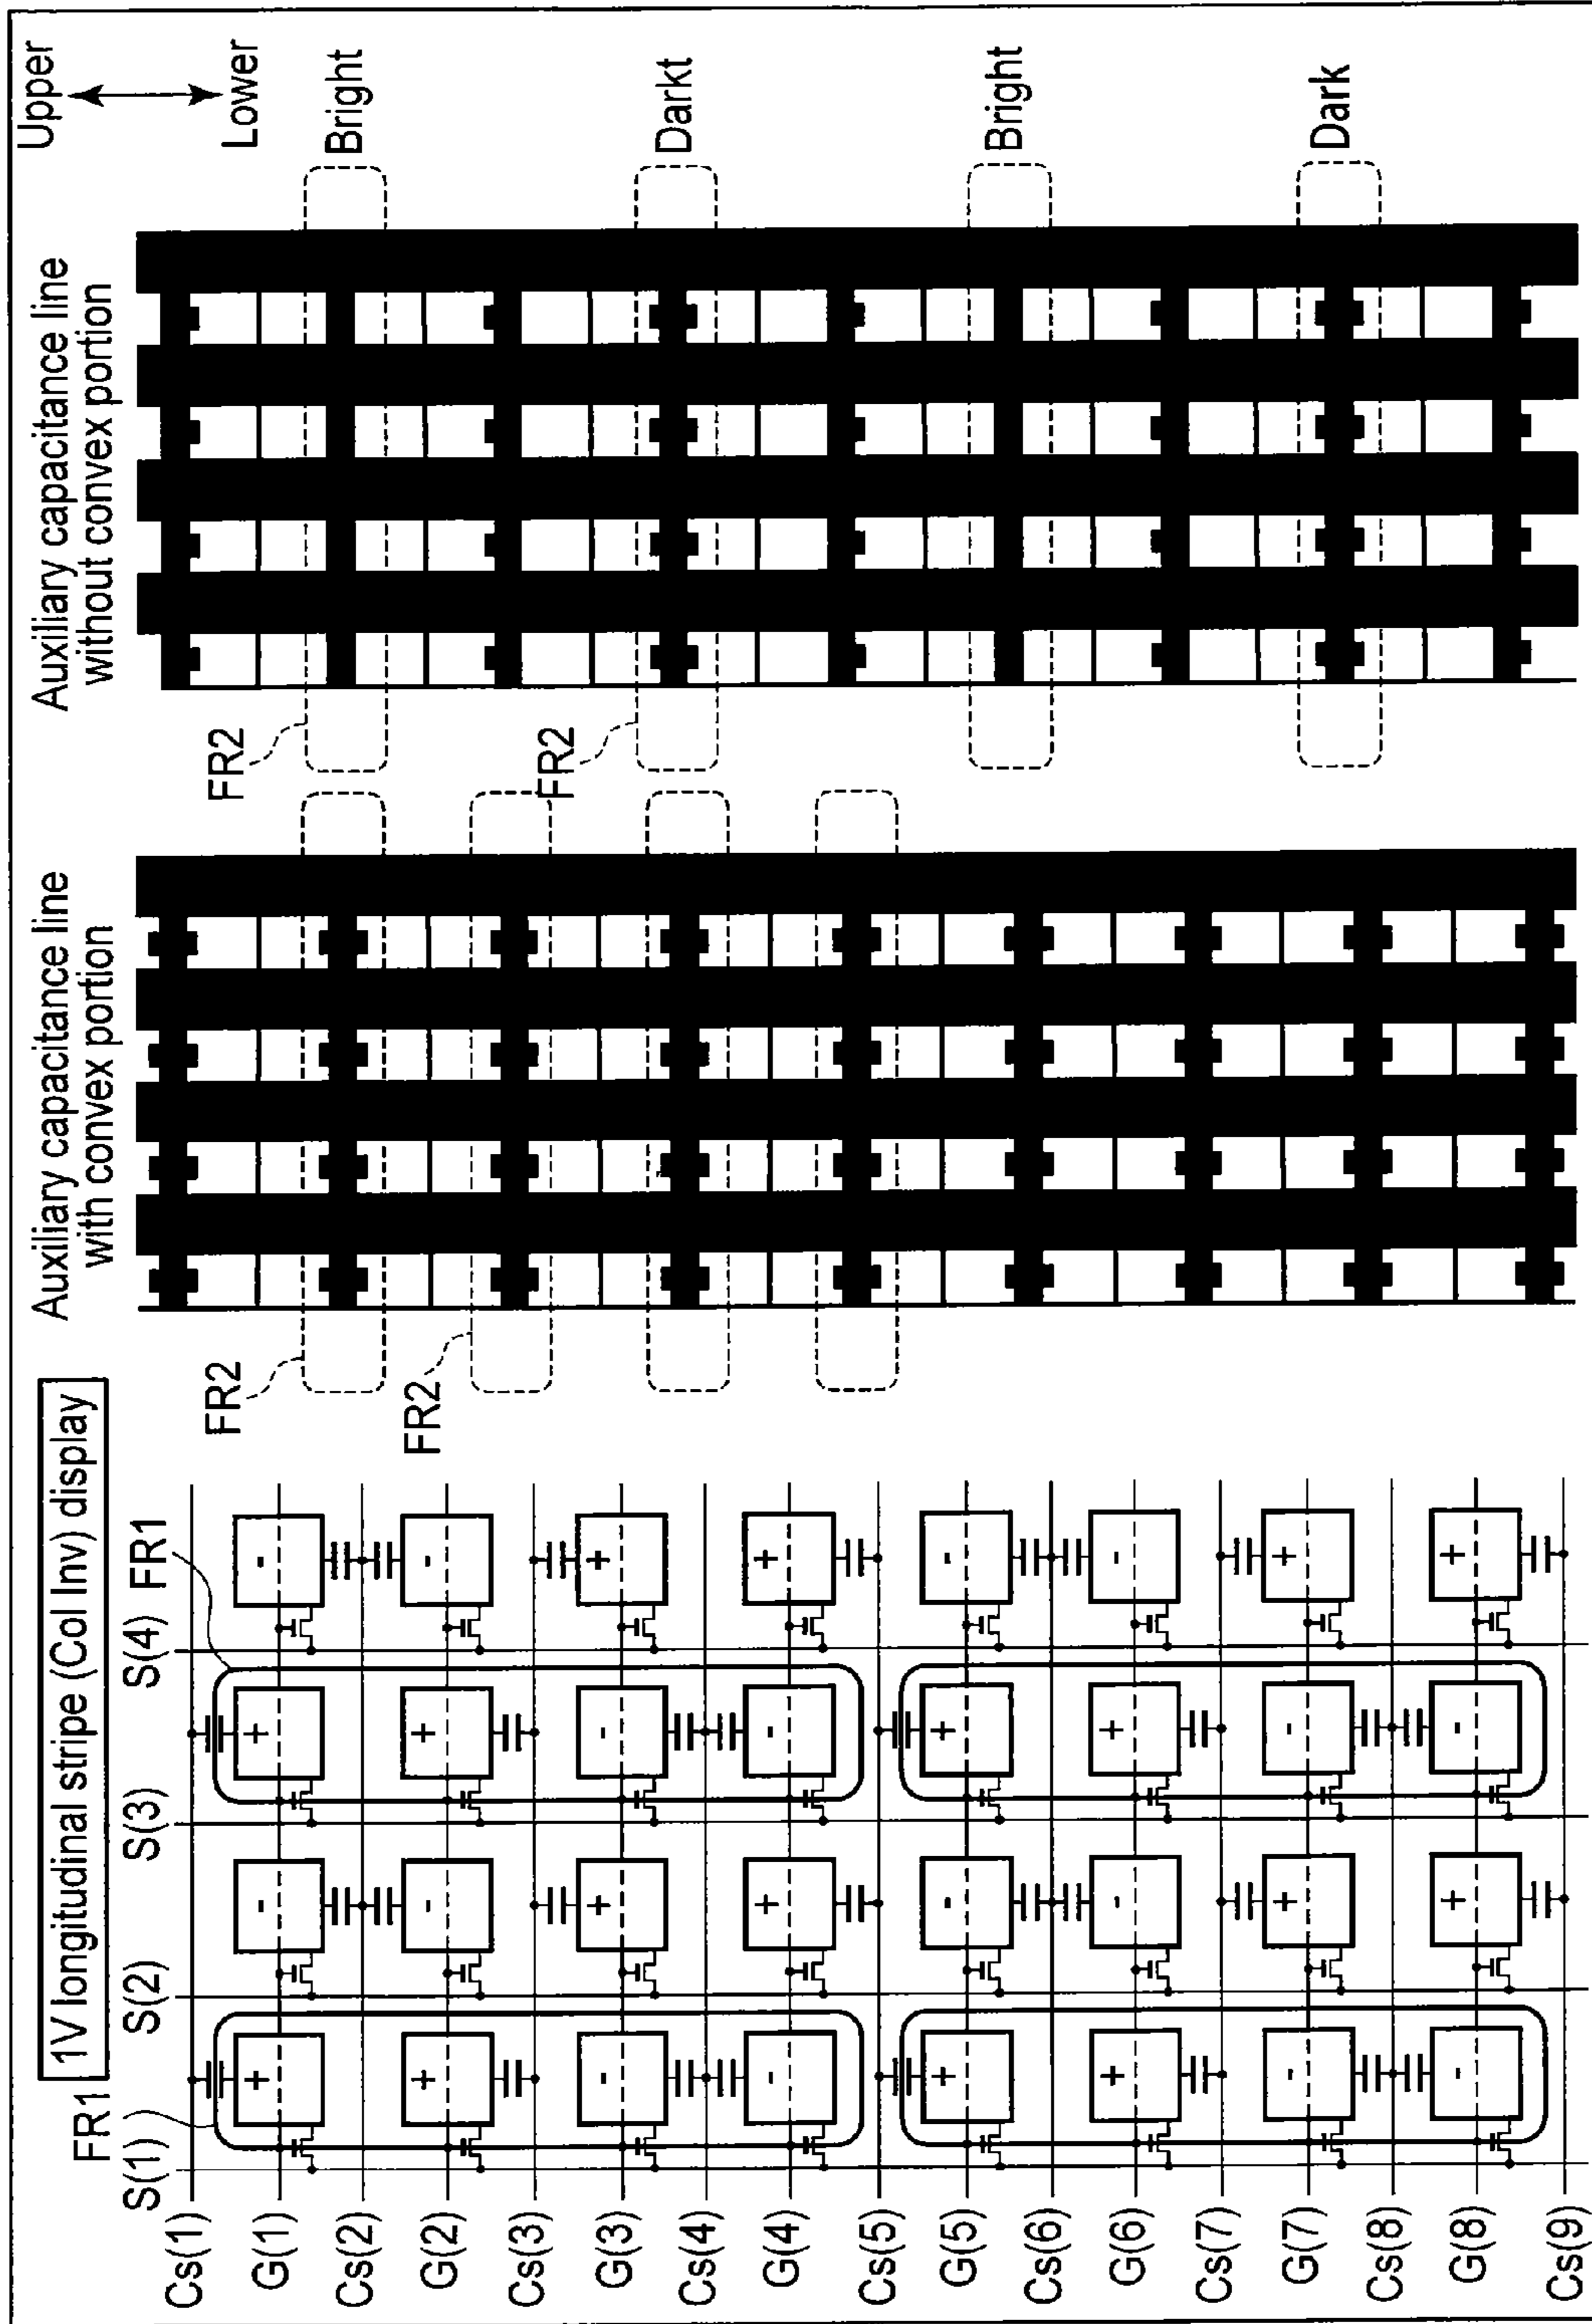 1V longitudinal stripe (Col Inv) display
Auxiliary capacitance line
with convex portion
Auxiliary capacitance line
without convex portion
Upper
Lower
FR1
FR1
S(1)
S(2)
S(3)
S(4)
Cs(1)
G(1)
Cs(2)
G(2)
Cs(3)
G(3)
Cs(4)
G(4)
Cs(5)
G(5)
Cs(6)
G(6)
Cs(7)
G(7)
Cs(8)
G(8)
Cs(9)
+ - + -
+ - + -
- + - +
- + - +
+ - + -
+ - + -
- + - +
- + - +
FR2
FR2
FR2
FR2
Bright
Darkt
Bright
Dark